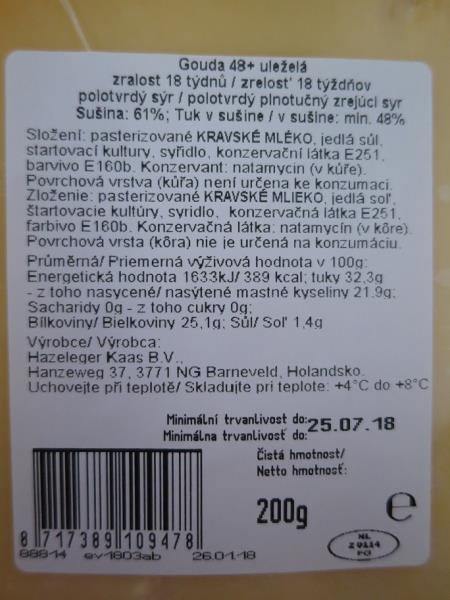 Gouda 48+ uleželá
zralost 18 týdnů / zrelosť 18 týždňov
polotvrdý sýr / polotvrdý plnotučný zrejúci syr
Sušina: 61%; Tuk v sušine / v sušine: min. 48%
Složení: pasterizované KRAVSKÉ MLÉKO, jedlá sůl,
startovací kultury, syřidlo, konzervační látka E251,
barvivo E160b. Konzervant: natamycin (v kůře).
Povrchová vrstva (kůřa) není určena ke konzumaci.
Zloženie: pasterizované KRAVSKÉ MLIEKO, jedlá soľ,
štartovacie kultúry, syridlo, konzervačná látka E251,
farbivo E160b. Konzervačná látka: natamycín (v kôre).
Povrchová vrsta (kôra) nie je určená na konzumáciu.
Průměrná/ Priemerná výživová hodnota v 100g:
Energetická hodnota 1633kJ/ 389 kcal; tuky 32,3g
- z toho nasycené/ nasýtené mastné kyseliny 21.9g;
Sacharidy 0g - z toho cukry 0g;
Bílkoviny/ Bielkoviny 25,1g; Sůl/ Soľ 1,4g
Výrobce/ Výrobca:
Hazeleger Kaas B.V.,
Hanzeweg 37, 3771 NG Barneveld, Holandsko.
Uchovejte při teplotě/ Skladujte pri teplote: +4°C do +8°C
Minimální trvanlivost do:
Minimálna trvanlivosť do: 25.07.18
Čistá hmotnost/
Netto hmotnosť:
200g e
8 717389 109478
88814 ev1803ab 26.01.18
NL
Z 0114
EG